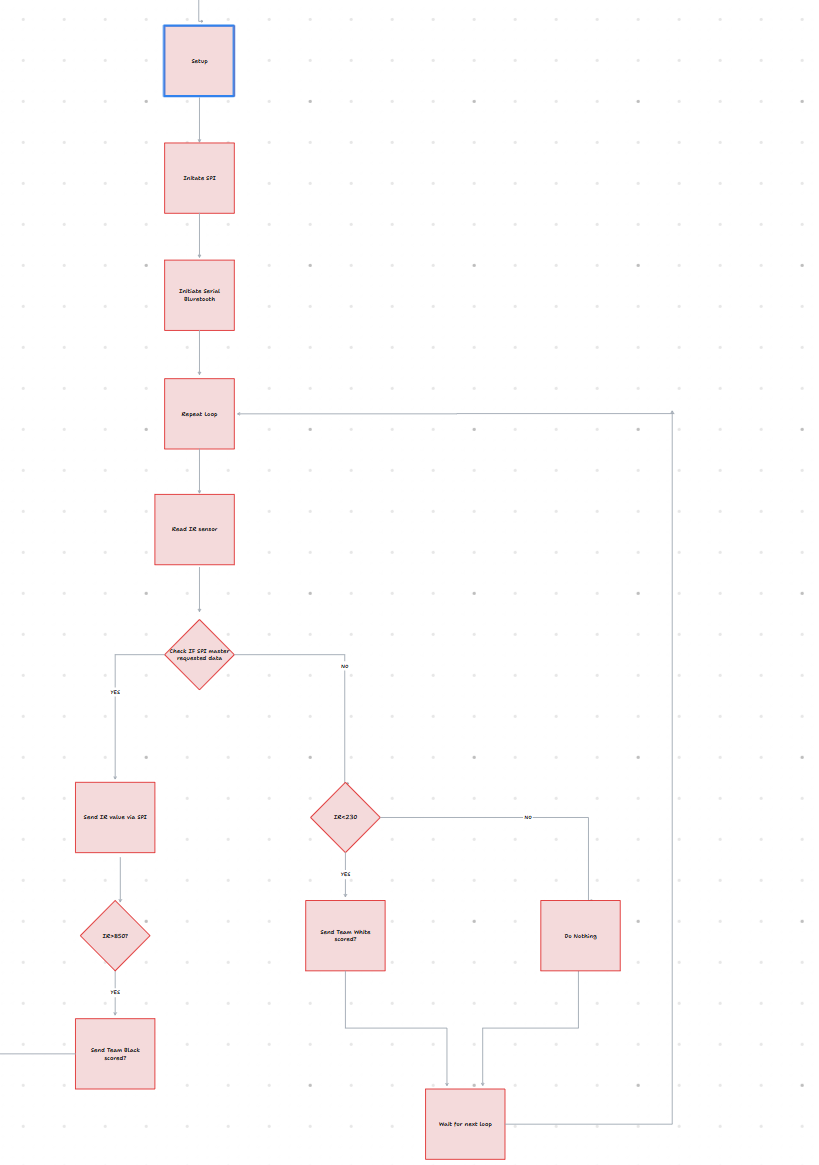 Setup
Initate SPI
Initiate Serial
Bluretooth
Repeat Loop
Read IR sensor
Check IF SPI master
requested data
NO
YES
Send IR value via SPI
IR<230
NO
YES
IR>850?
Send Team White
scored?
Do Nothing
YES
Send Team Black
scored?
Wait for next loop